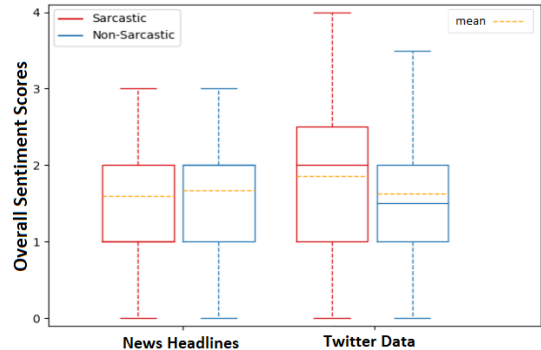 4
Sarcastic
Non-Sarcastic
mean
3
2
1
0
Overall Sentiment Scores
News Headlines
Twitter Data